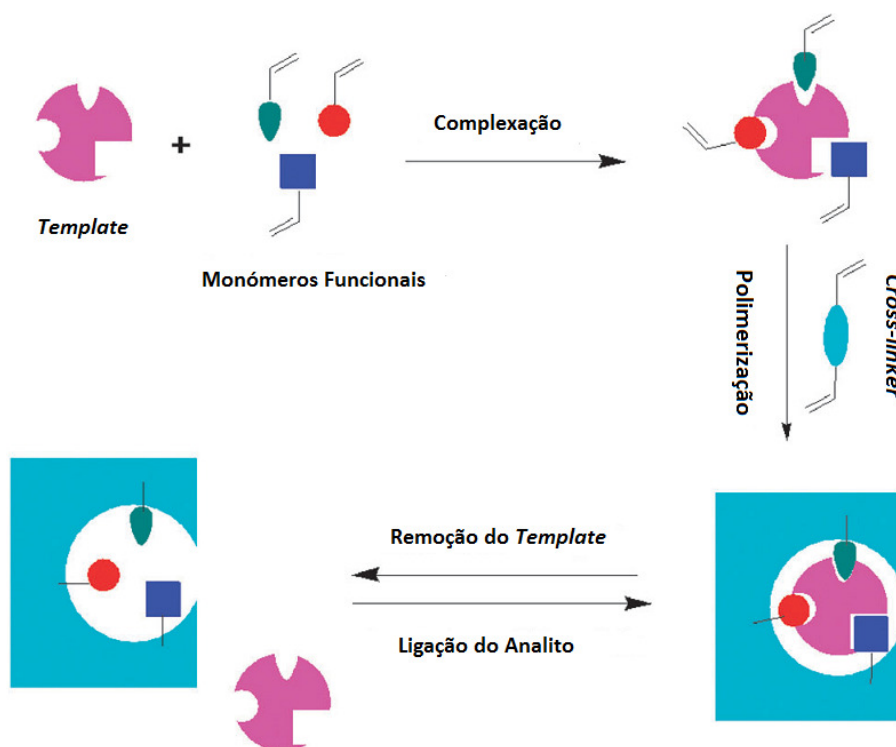 Complexação
+
Template
Monómeros Funcionais
Polimerização
Cross-linker
Remoção do Template
Ligação do Analito